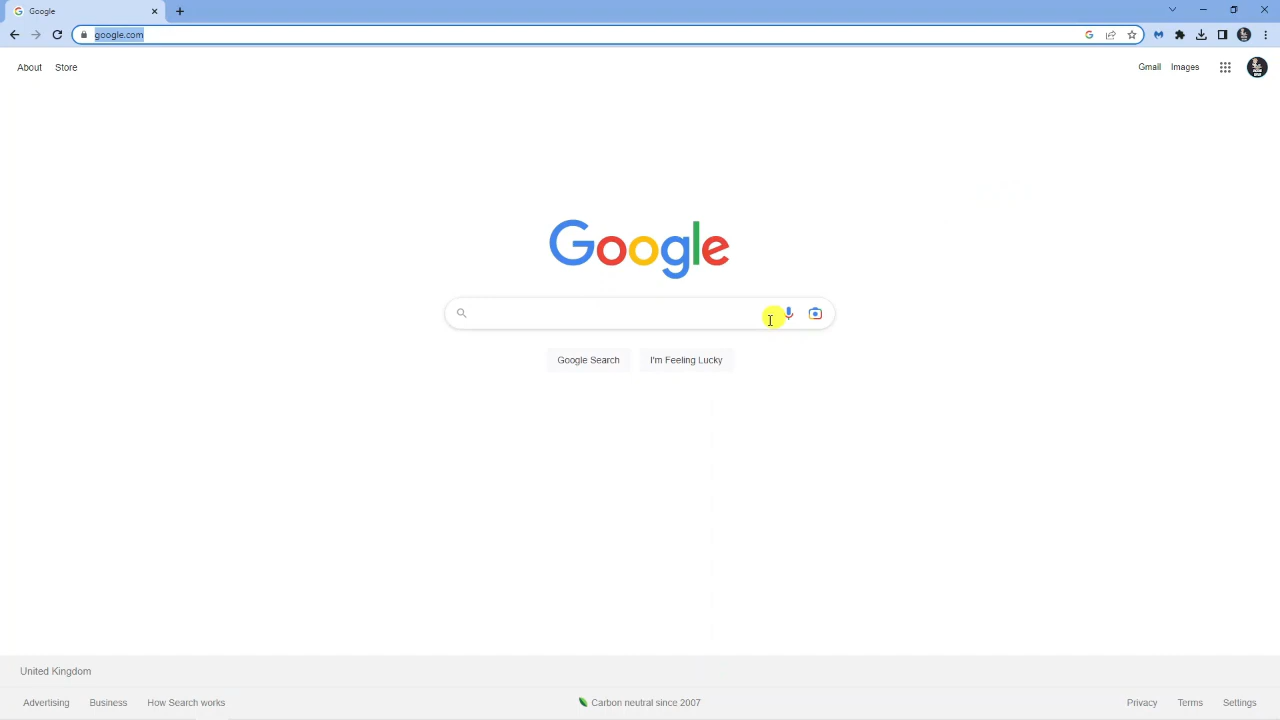 Google
google.com
About Store Gmail Images
Google
Google Search I'm Feeling Lucky
United Kingdom
Advertising Business How Search works Carbon neutral since 2007 Privacy Terms Settings